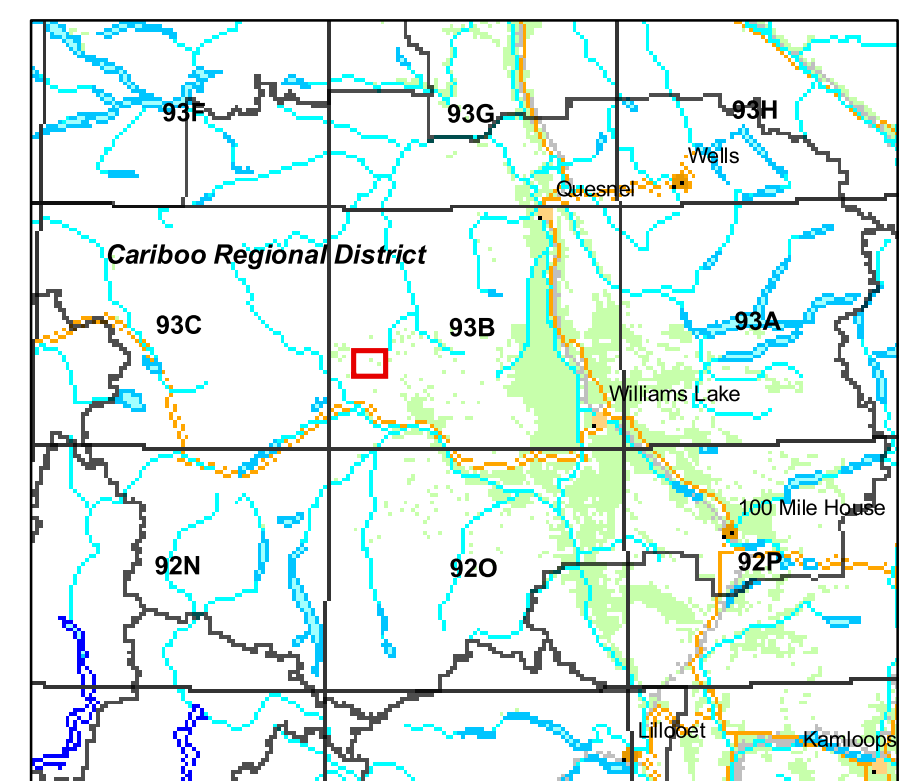 93F
93G
93H
Wells
Quesnel
Cariboo Regional District
93C
93B
93A
Williams Lake
100 Mile House
92N
92O
92P
Lillooet
Kamloops